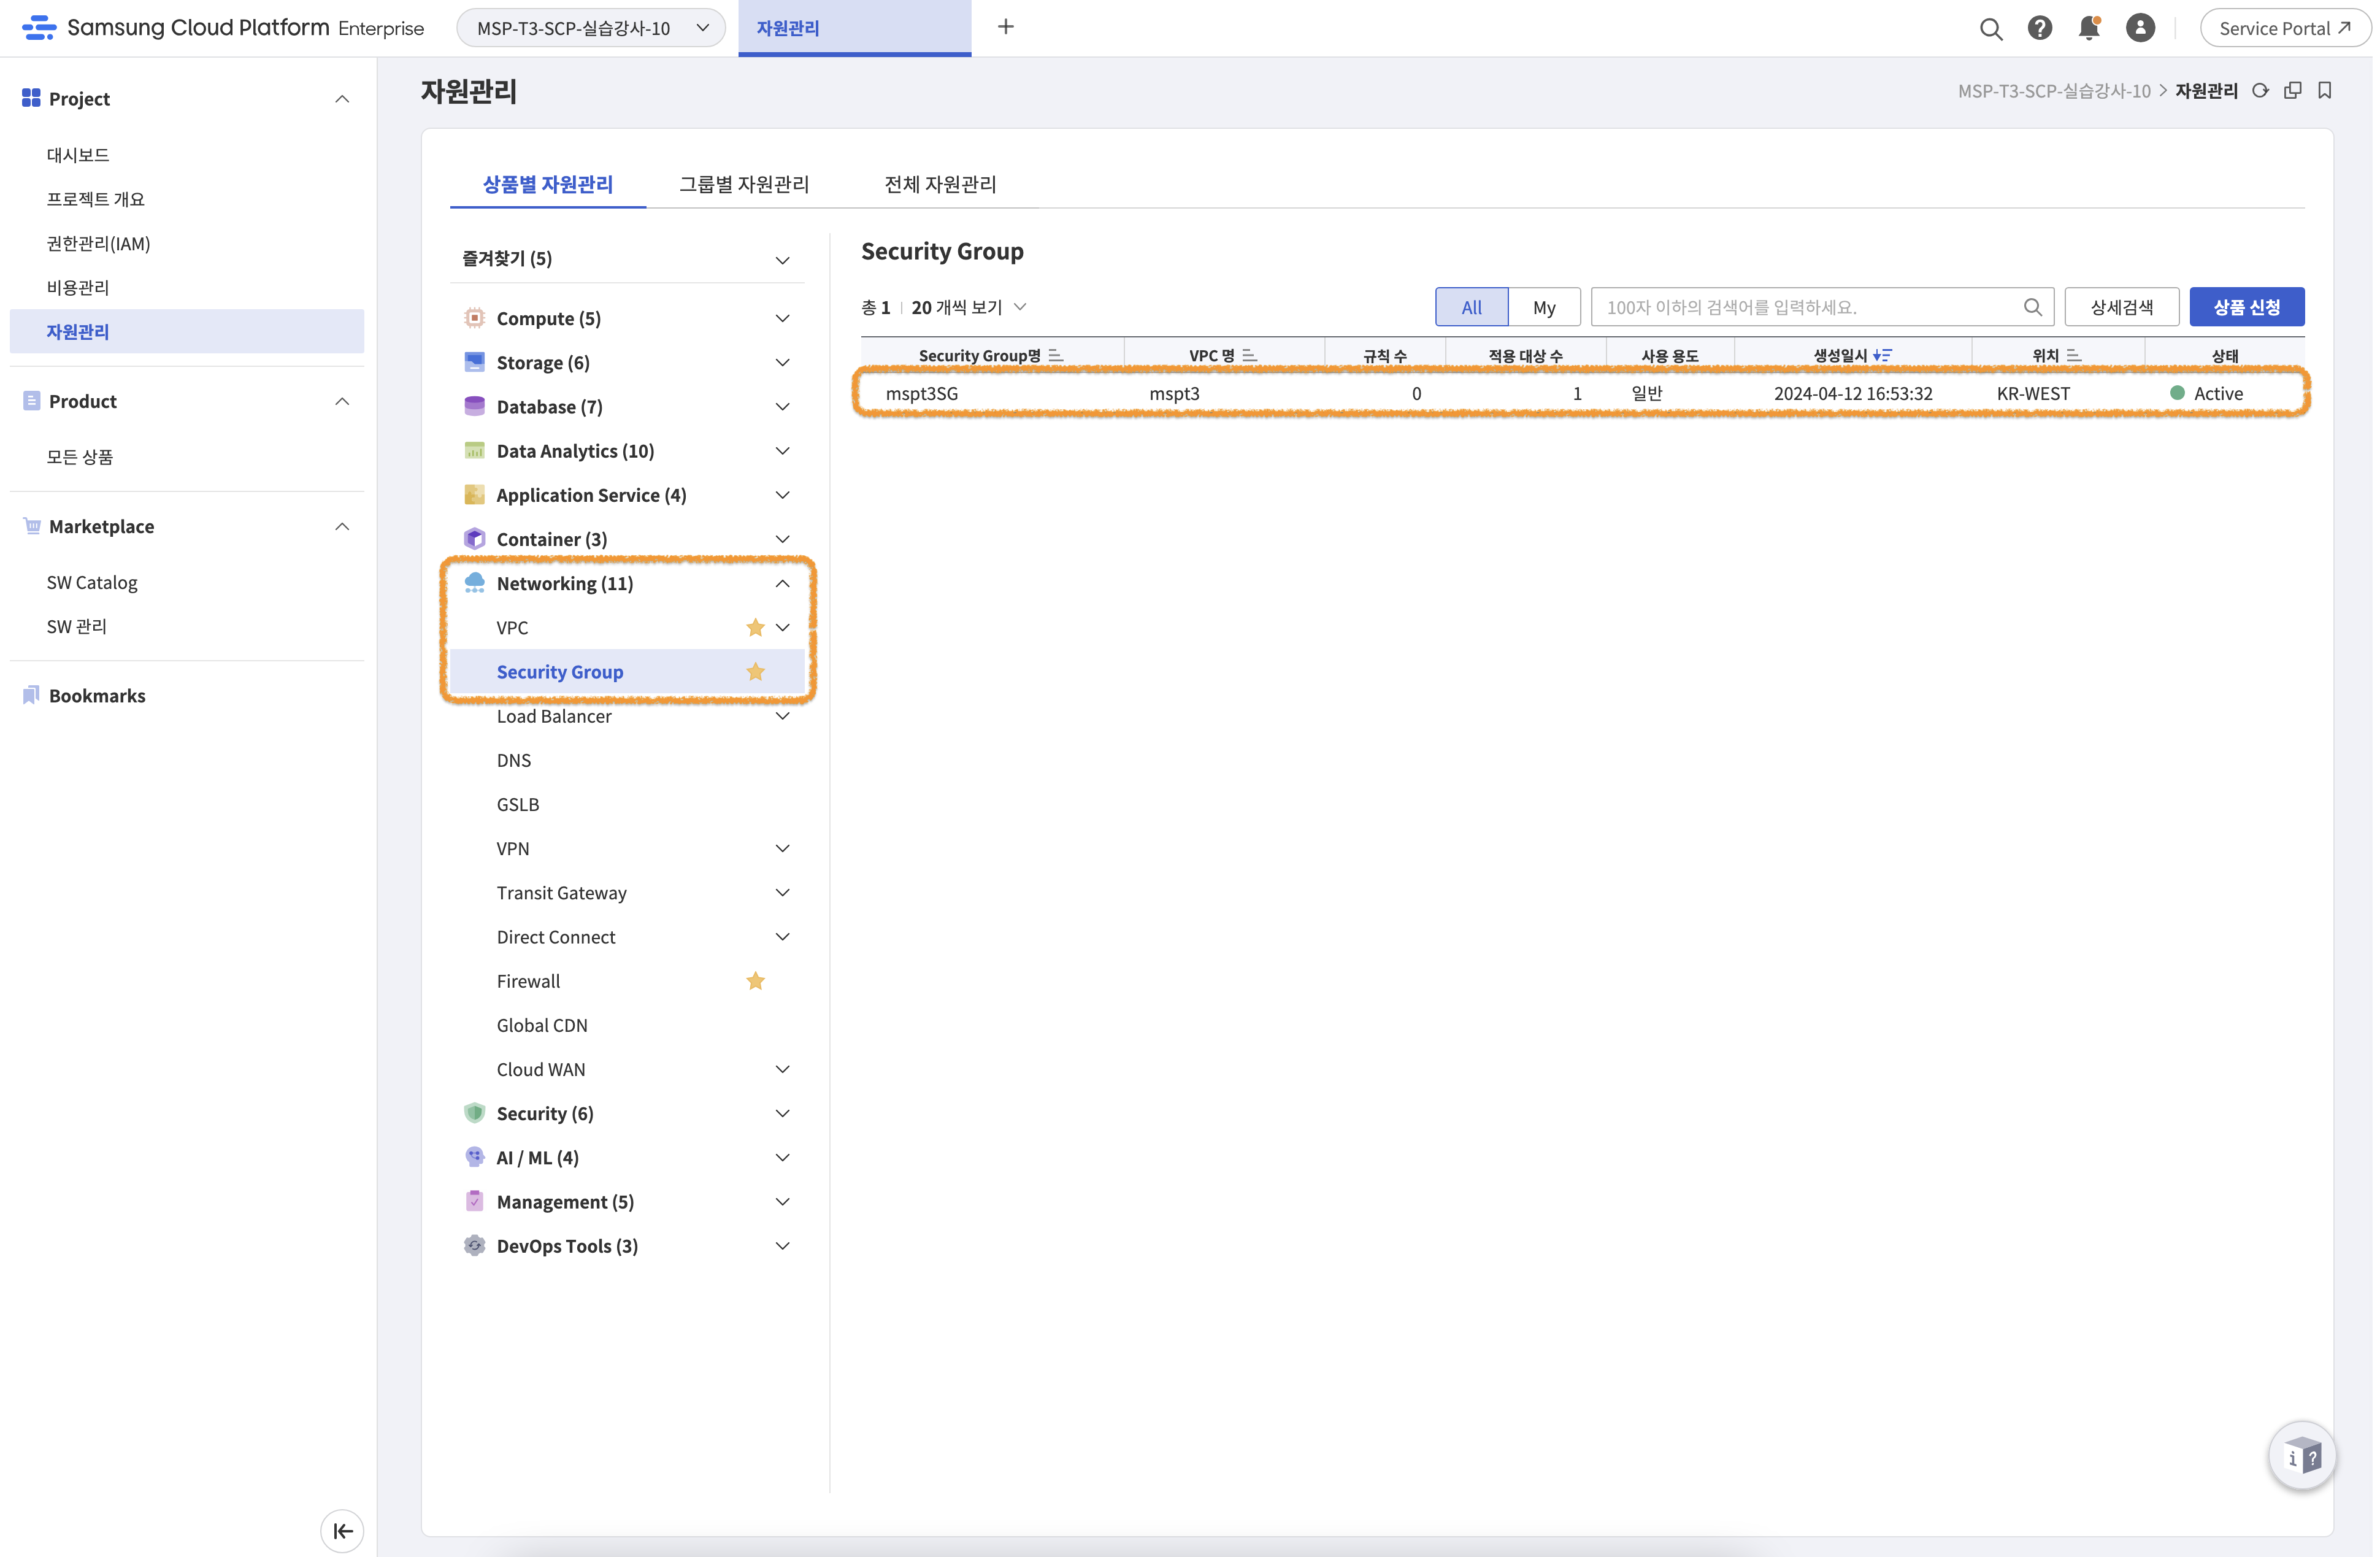 Samsung Cloud Platform Enterprise
MSP-T3-SCP-실습강사-10
자원관리
Service Portal
Project
대시보드
프로젝트 개요
권한관리(IAM)
비용관리
자원관리
Product
모든 상품
Marketplace
SW Catalog
SW 관리
Bookmarks
자원관리
MSP-T3-SCP-실습강사-10 > 자원관리
상품별 자원관리 그룹별 자원관리 전체 자원관리
즐겨찾기 (5)
Compute (5)
Storage (6)
Database (7)
Data Analytics (10)
Application Service (4)
Container (3)
Networking (11)
VPC
Security Group
Load Balancer
DNS
GSLB
VPN
Transit Gateway
Direct Connect
Firewall
Global CDN
Cloud WAN
Security (6)
AI / ML (4)
Management (5)
DevOps Tools (3)
Security Group
총 1 20 개씩 보기
All My 100자 이하의 검색어를 입력하세요. 상세검색 상품 신청
Security Group명 VPC 명 규칙 수 적용 대상 수 사용 용도 생성일시 위치 상태
mspt3SG mspt3 0 1 일반 2024-04-12 16:53:32 KR-WEST Active
i ?